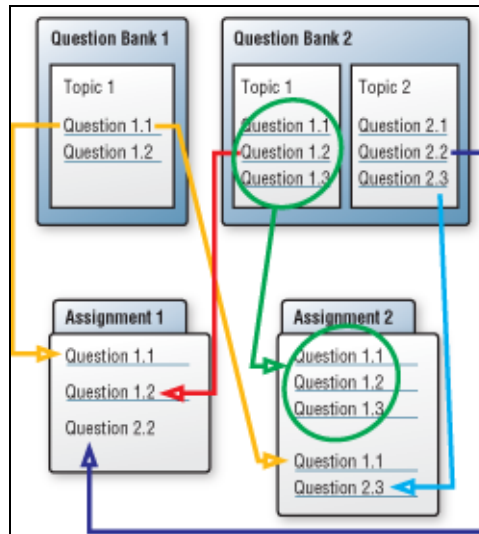 Question Bank 1
Topic 1
Question 1.1
Question 1.2
Question Bank 2
Topic 1
Question 1.1
Question 1.2
Question 1.3
Topic 2
Question 2.1
Question 2.2
Question 2.3
Assignment 1
Question 1.1
Question 1.2
Question 2.2
Assignment 2
Question 1.1
Question 1.2
Question 1.3
Question 1.1
Question 2.3